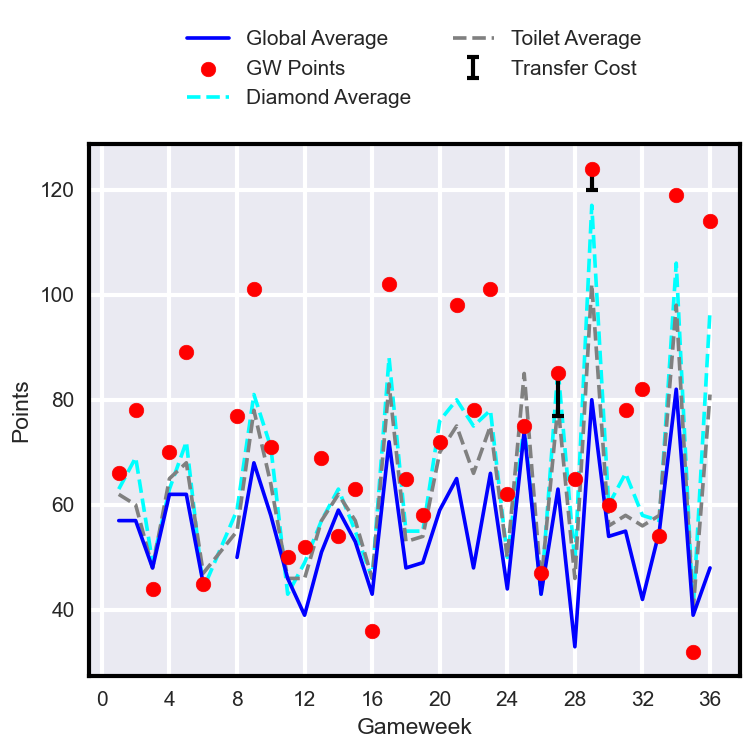 Global Average
GW Points
Diamond Average
Toilet Average
Transfer Cost
Points
120
100
80
60
40
0 4 8 12 16 20 24 28 32 36
Gameweek